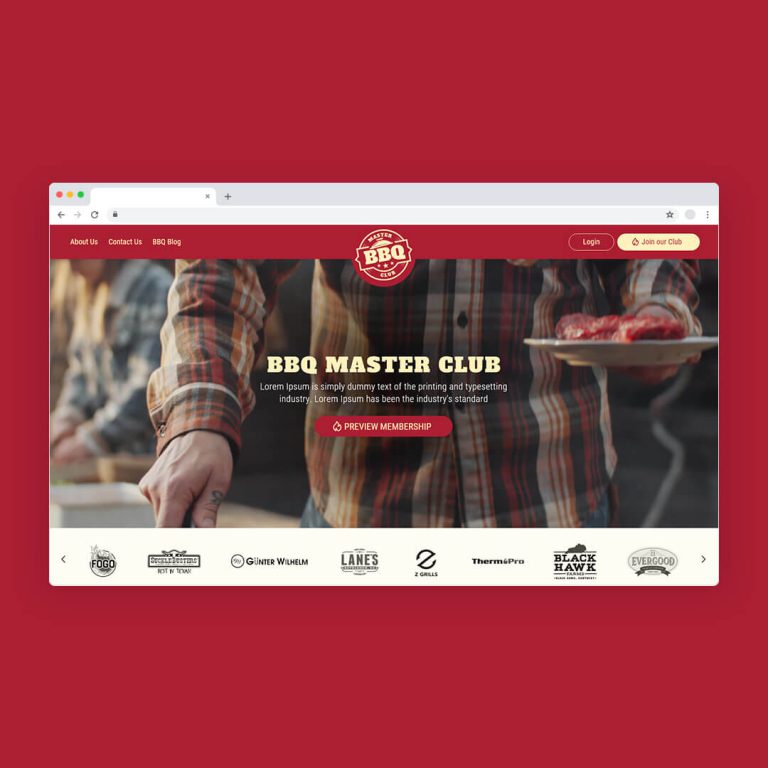 About Us Contact Us BBQ Blog
MASTER
BBQ
CLUB
Login
Join our Club
BBQ MASTER CLUB
Lorem Ipsum is simply dummy text of the printing and typesetting
industry. Lorem Ipsum has been the industry's standard
PREVIEW MEMBERSHIP
FOGO
SUCKLEBUSTERS
BEST IN TEXAS
GÜNTER WILHELM
LANE'S
Z GRILLS
ThermoPro
BLACK
HAWK
FARMS
EVERGOOD